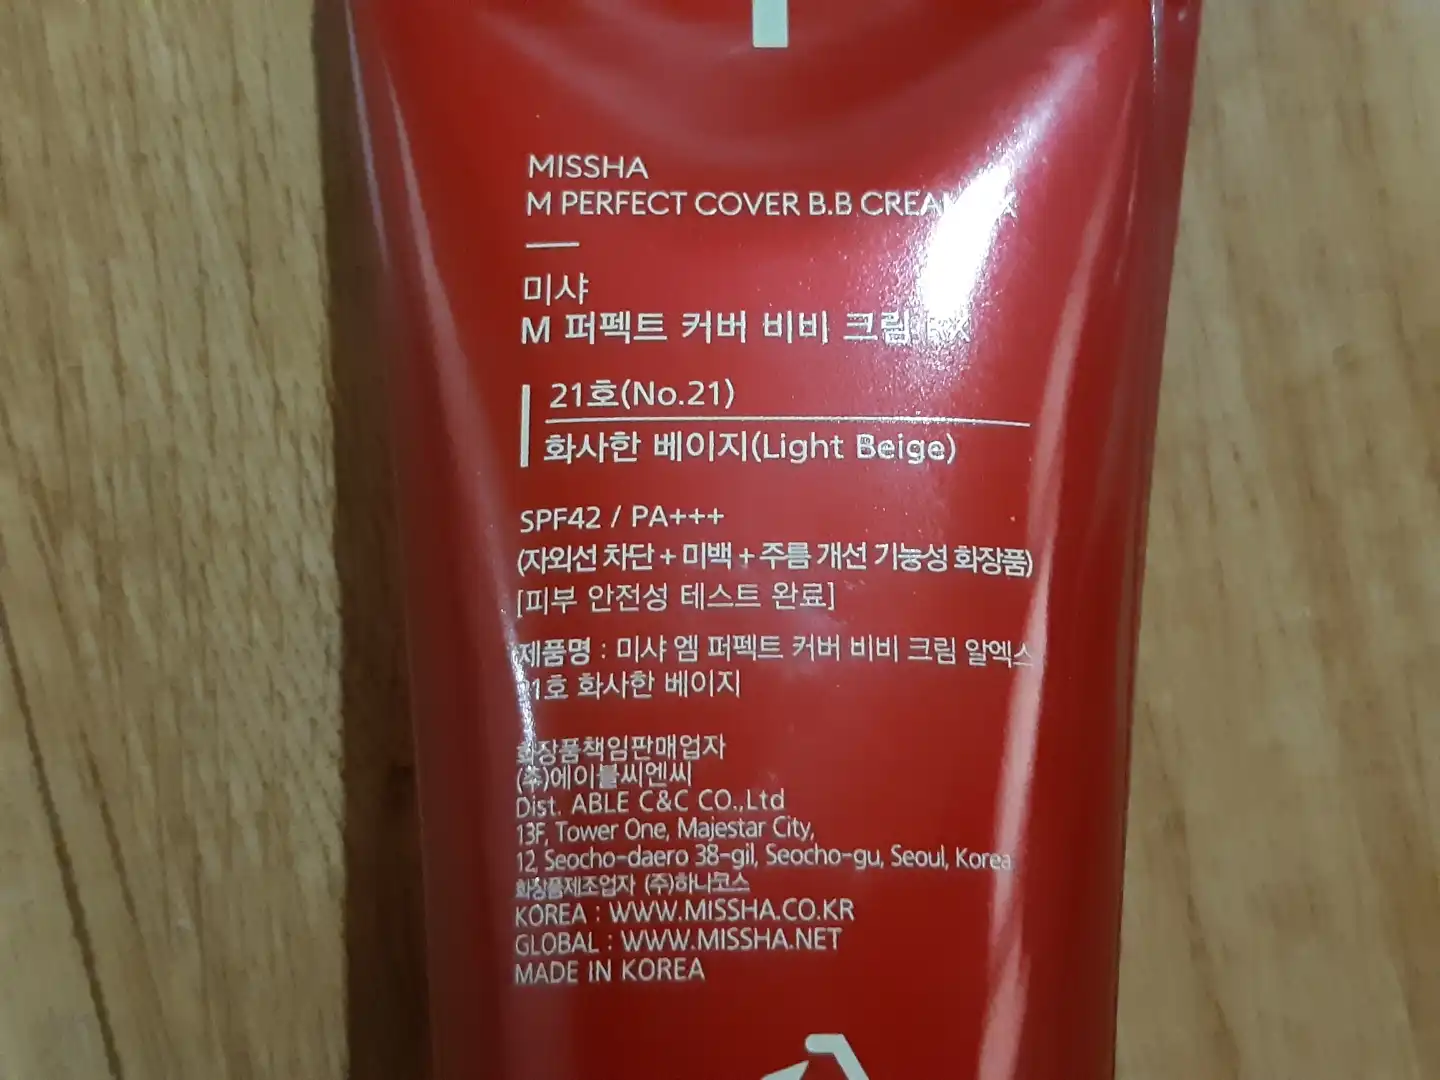 MISSHA
M PERFECT COVER B.B CREAM RX
미샤
M 퍼펙트 커버 비비 크림 RX
21호(No.21)
화사한 베이지(Light Beige)
SPF42 / PA+++
(자외선 차단 + 미백 + 주름 개선 기능성 화장품)
[피부 안전성 테스트 완료]
제품명 : 미샤 엠 퍼펙트 커버 비비 크림 알엑스
21호 화사한 베이지
화장품책임판매업자
(주)에이블씨엔씨
Dist. ABLE C&C CO.,Ltd
13F, Tower One, Majestar City,
12, Seocho-daero 38-gil, Seocho-gu, Seoul, Korea
화장품제조업자 (주)하나코스
KOREA : WWW.MISSHA.CO.KR
GLOBAL : WWW.MISSHA.NET
MADE IN KOREA